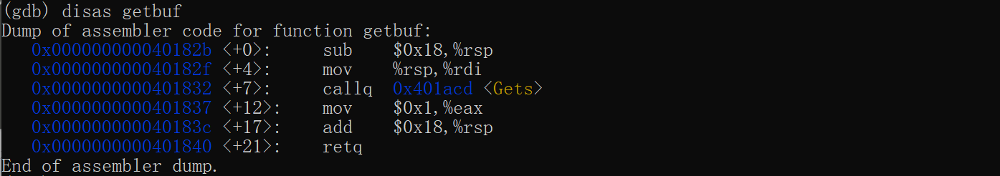 (gdb) disas getbuf
Dump of assembler code for function getbuf:
   0x000000000040182b <+0>:     sub    $0x18,%rsp
   0x000000000040182f <+4>:     mov    %rsp,%rdi
   0x0000000000401832 <+7>:     callq  0x401acd <Gets>
   0x0000000000401837 <+12>:    mov    $0x1,%eax
   0x000000000040183c <+17>:    add    $0x18,%rsp
   0x0000000000401840 <+21>:    retq
End of assembler dump.